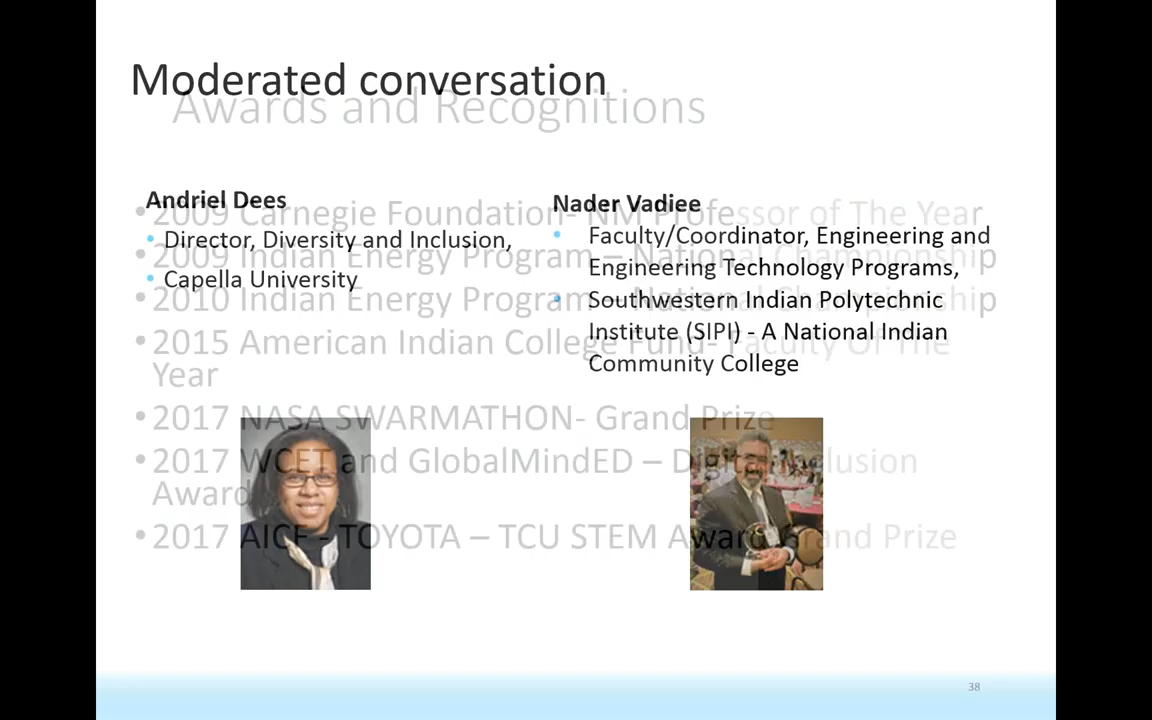 Moderated conversation
Awards and Recognitions
Andriel Dees
• Director, Diversity and Inclusion,
• Capella University
Nader Vadiee
• Faculty/Coordinator, Engineering and
Engineering Technology Programs,
• Southwestern Indian Polytechnic
Institute (SIPI) - A National Indian
Community College
• 2009 Carnegie Foundation- NM Professor of The Year
• 2009 Indian Energy Program – National Championship
• 2010 Indian Energy Program – National Championship
• 2015 American Indian College Fund- Faculty Of The
Year
• 2017 NASA SWARMATHON- Grand Prize
• 2017 WCET and GlobalMindED – Digital Inclusion
Award
• 2017 AICF - TOYOTA – TCU STEM Award Grand Prize
38